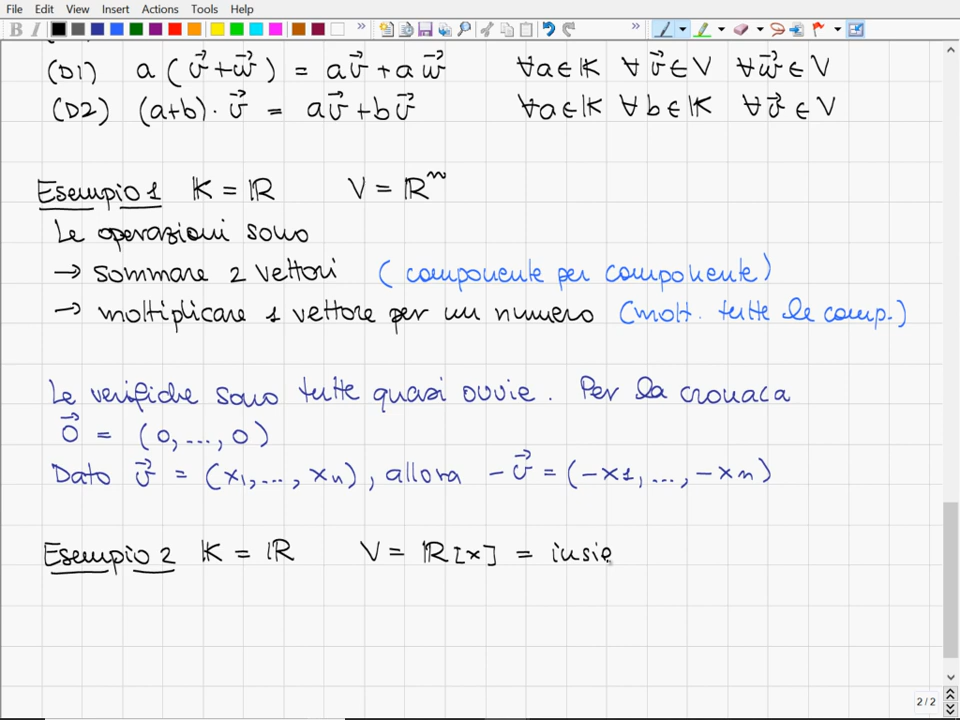 File Edit View Insert Actions Tools Help
B I » »
(D1) a (v⃗+w⃗) = av⃗+a w⃗ ∀a∈𝕂 ∀ v⃗∈V ∀w⃗∈V
(D2) (a+b)· v⃗ = av⃗+bv⃗ ∀a∈𝕂 ∀b∈𝕂 ∀v⃗∈V
Esempio 1 𝕂 = ℝ V = ℝⁿ
Le operazioni sono
→ sommare 2 vettori (componente per componente)
→ moltiplicare 1 vettore per un numero (molt. tutte le comp.)
Le verifiche sono tutte quasi ovvie. Per la cronaca
0⃗ = (0,...,0)
Dato v⃗ = (x1,..., xn), allora -v⃗ = (-x1,..., -xn)
Esempio 2 𝕂 = ℝ V = ℝ[x] = insie
2 / 2